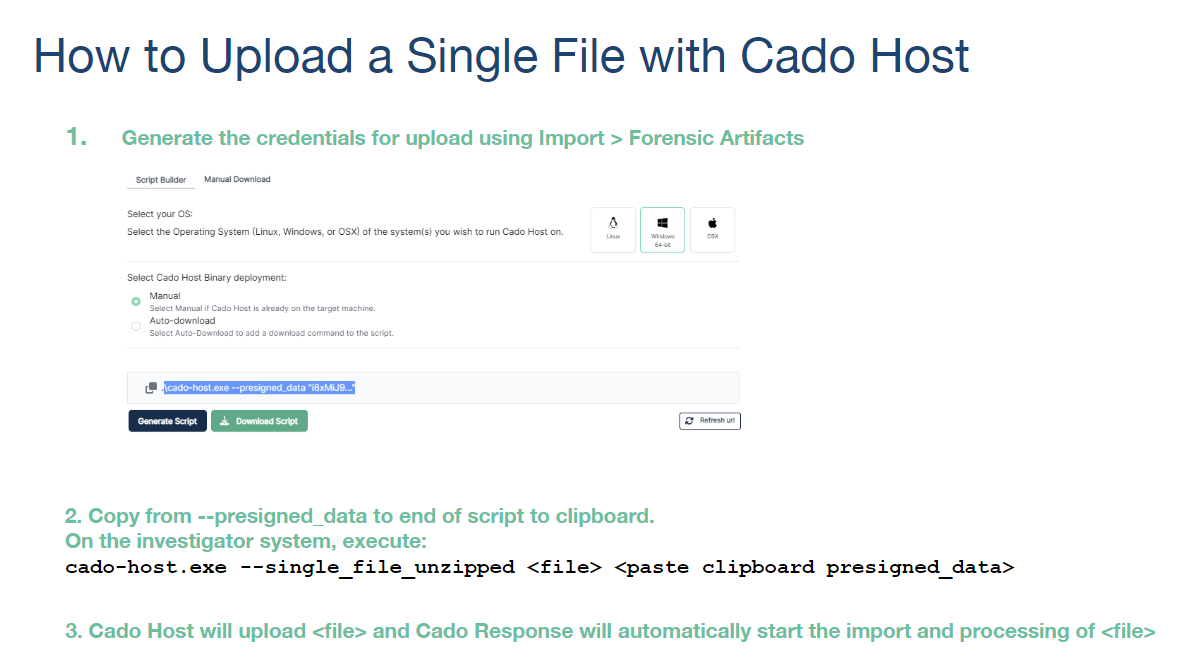 How to Upload a Single File with Cado Host
1. Generate the credentials for upload using Import > Forensic Artifacts
Script Builder Manual Download
Select your OS:
Select the Operating System (Linux, Windows, or OSX) of the system(s) you wish to run Cado Host on.
Linux
Windows
64-bit
OSX
Select Cado Host Binary deployment:
Manual
Select Manual if Cado Host is already on the target machine.
Auto-download
Select Auto-Download to add a download command to the script.
.\cado-host.exe --presigned_data "i8xMiJ9..."
Generate Script Download Script Refresh url
2. Copy from --presigned_data to end of script to clipboard.
On the investigator system, execute:
cado-host.exe --single_file_unzipped <file> <paste clipboard presigned_data>
3. Cado Host will upload <file> and Cado Response will automatically start the import and processing of <file>